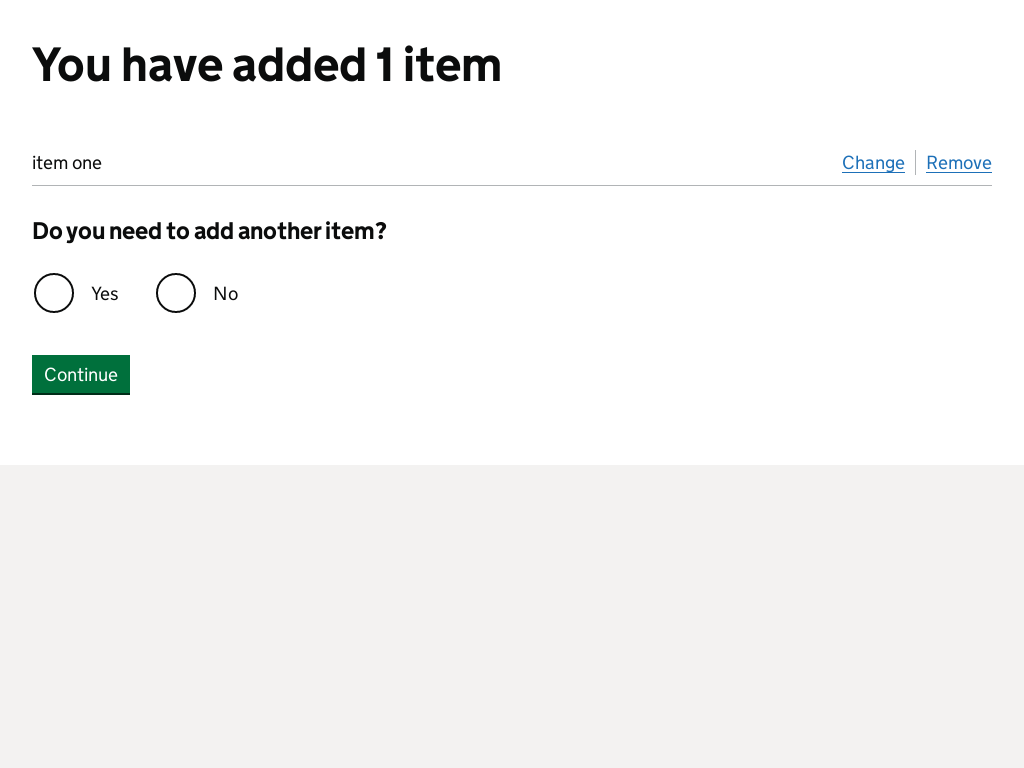 You have added 1 item
item one Change Remove
Do you need to add another item?
Yes No
Continue